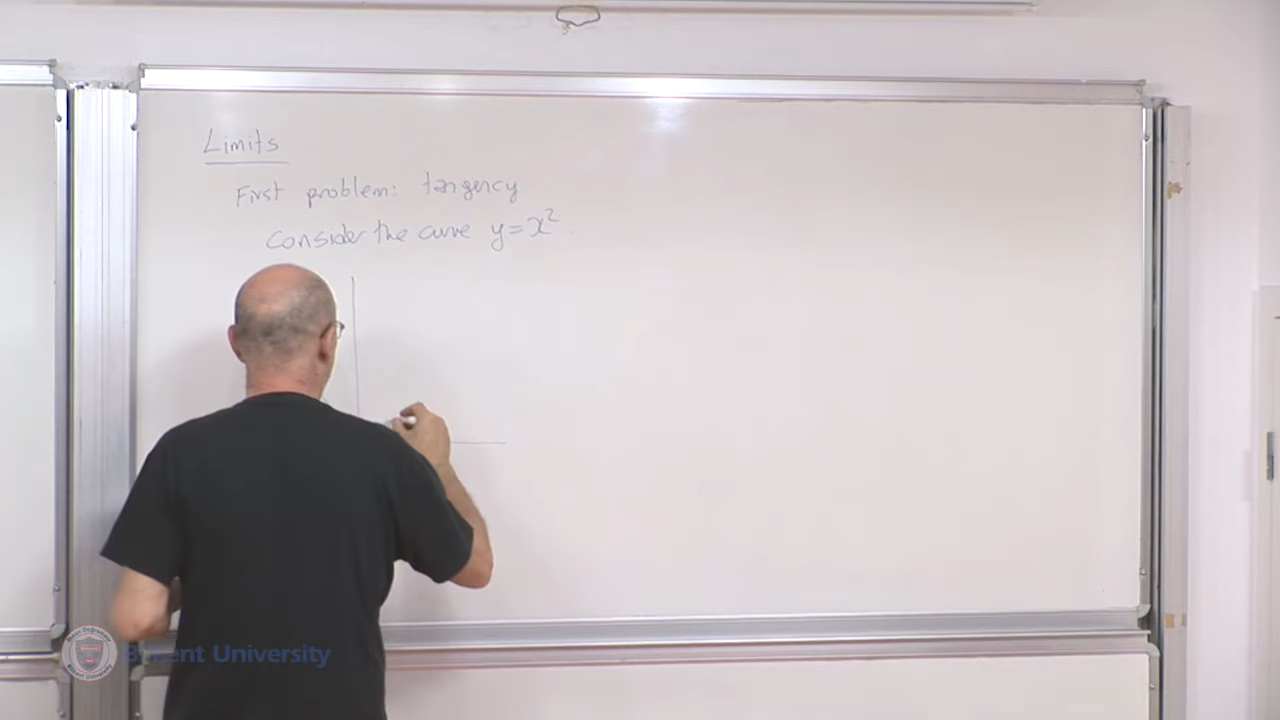 Limits
First problem: tangency
Consider the curve y=x².
Bilkent University